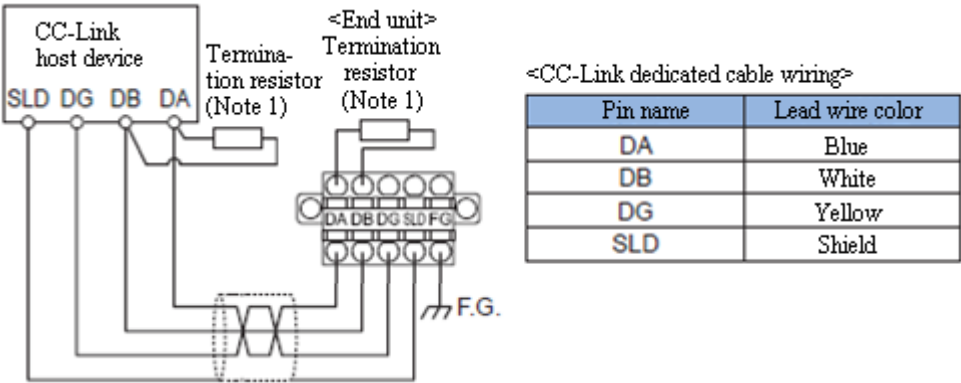 CC-Link
host device
SLD DG DB DA
Termina-
tion resistor
(Note 1)
<End unit>
Termination
resistor
(Note 1)
DA DB DG SLD FG
F.G.
<CC-Link dedicated cable wiring>
Pin name Lead wire color
DA Blue
DB White
DG Yellow
SLD Shield